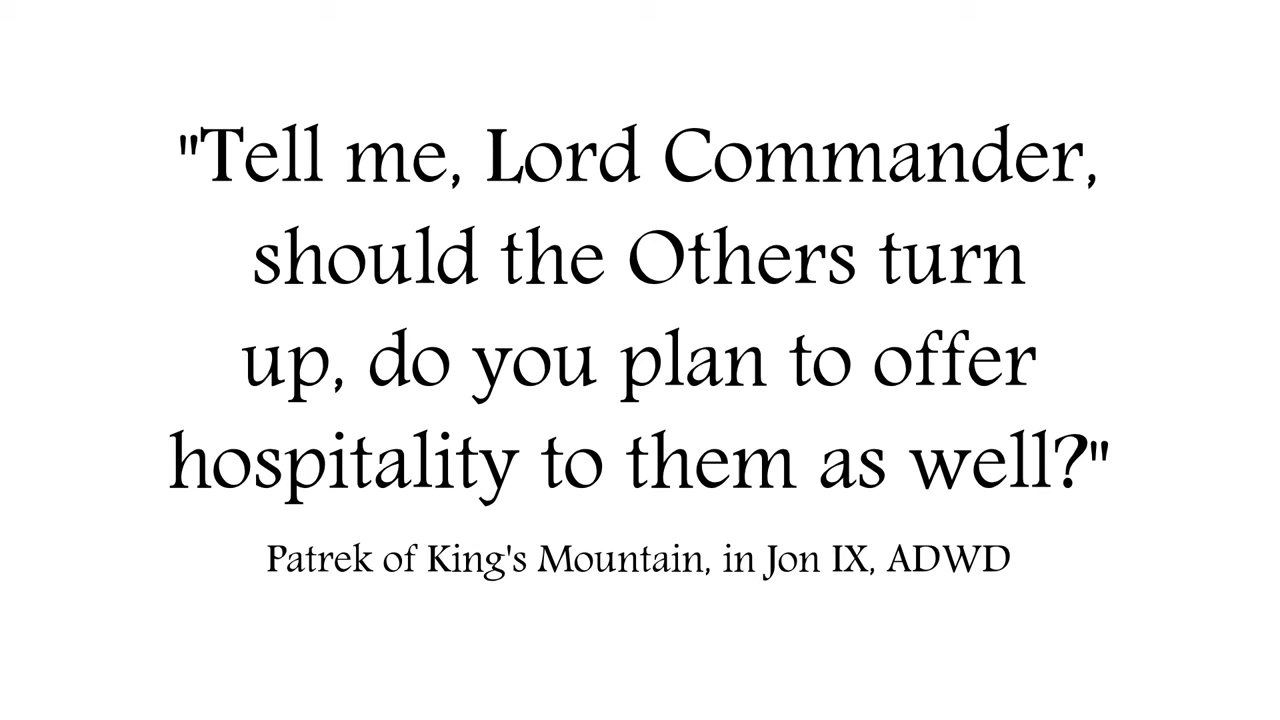 "Tell me, Lord Commander,
should the Others turn
up, do you plan to offer
hospitality to them as well?"
Patrek of King's Mountain, in Jon IX, ADWD